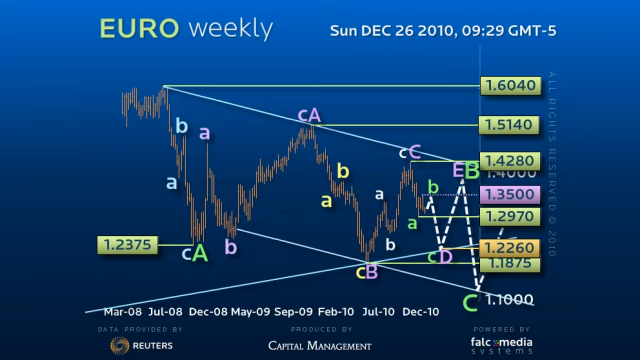 EURO weekly
Sun DEC 26 2010, 09:29 GMT-5
1.6040
1.5140
1.4280
1.4000
1.3500
1.2970
1.2260
1.1875
1.1000
1.2375
b
a
a
cA
b
cA
b
a
cB
a
b
cC
a
b
cD
EB
C
Mar-08 Jul-08 Dec-08 May-09 Sep-09 Feb-10 Jul-10 Dec-10
ALL RIGHTS RESERVED © 2010
DATA PROVIDED BY
REUTERS
PRODUCED BY
CAPITAL MANAGEMENT
POWERED BY
falc media
systems